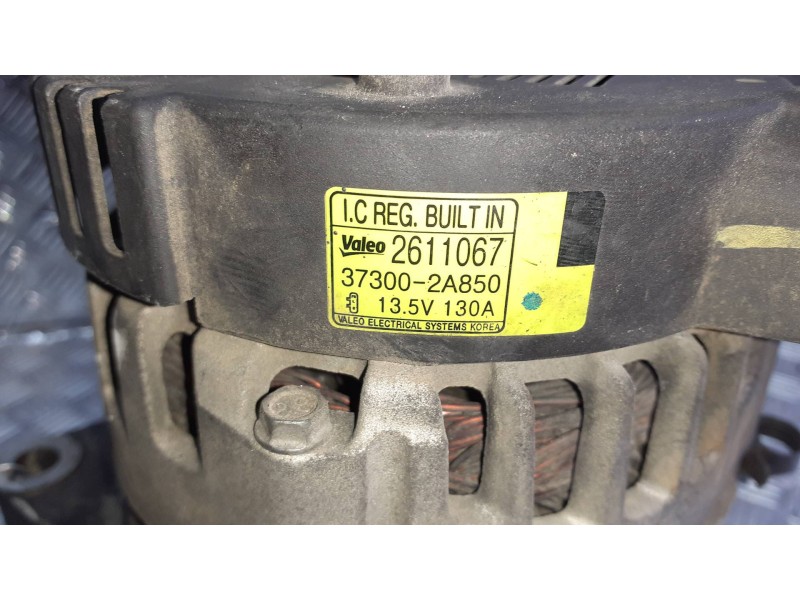 I.C REG. BUILT IN
Valeo 2611067
37300-2A850
13.5V 130A
VALEO ELECTRICAL SYSTEMS KOREA